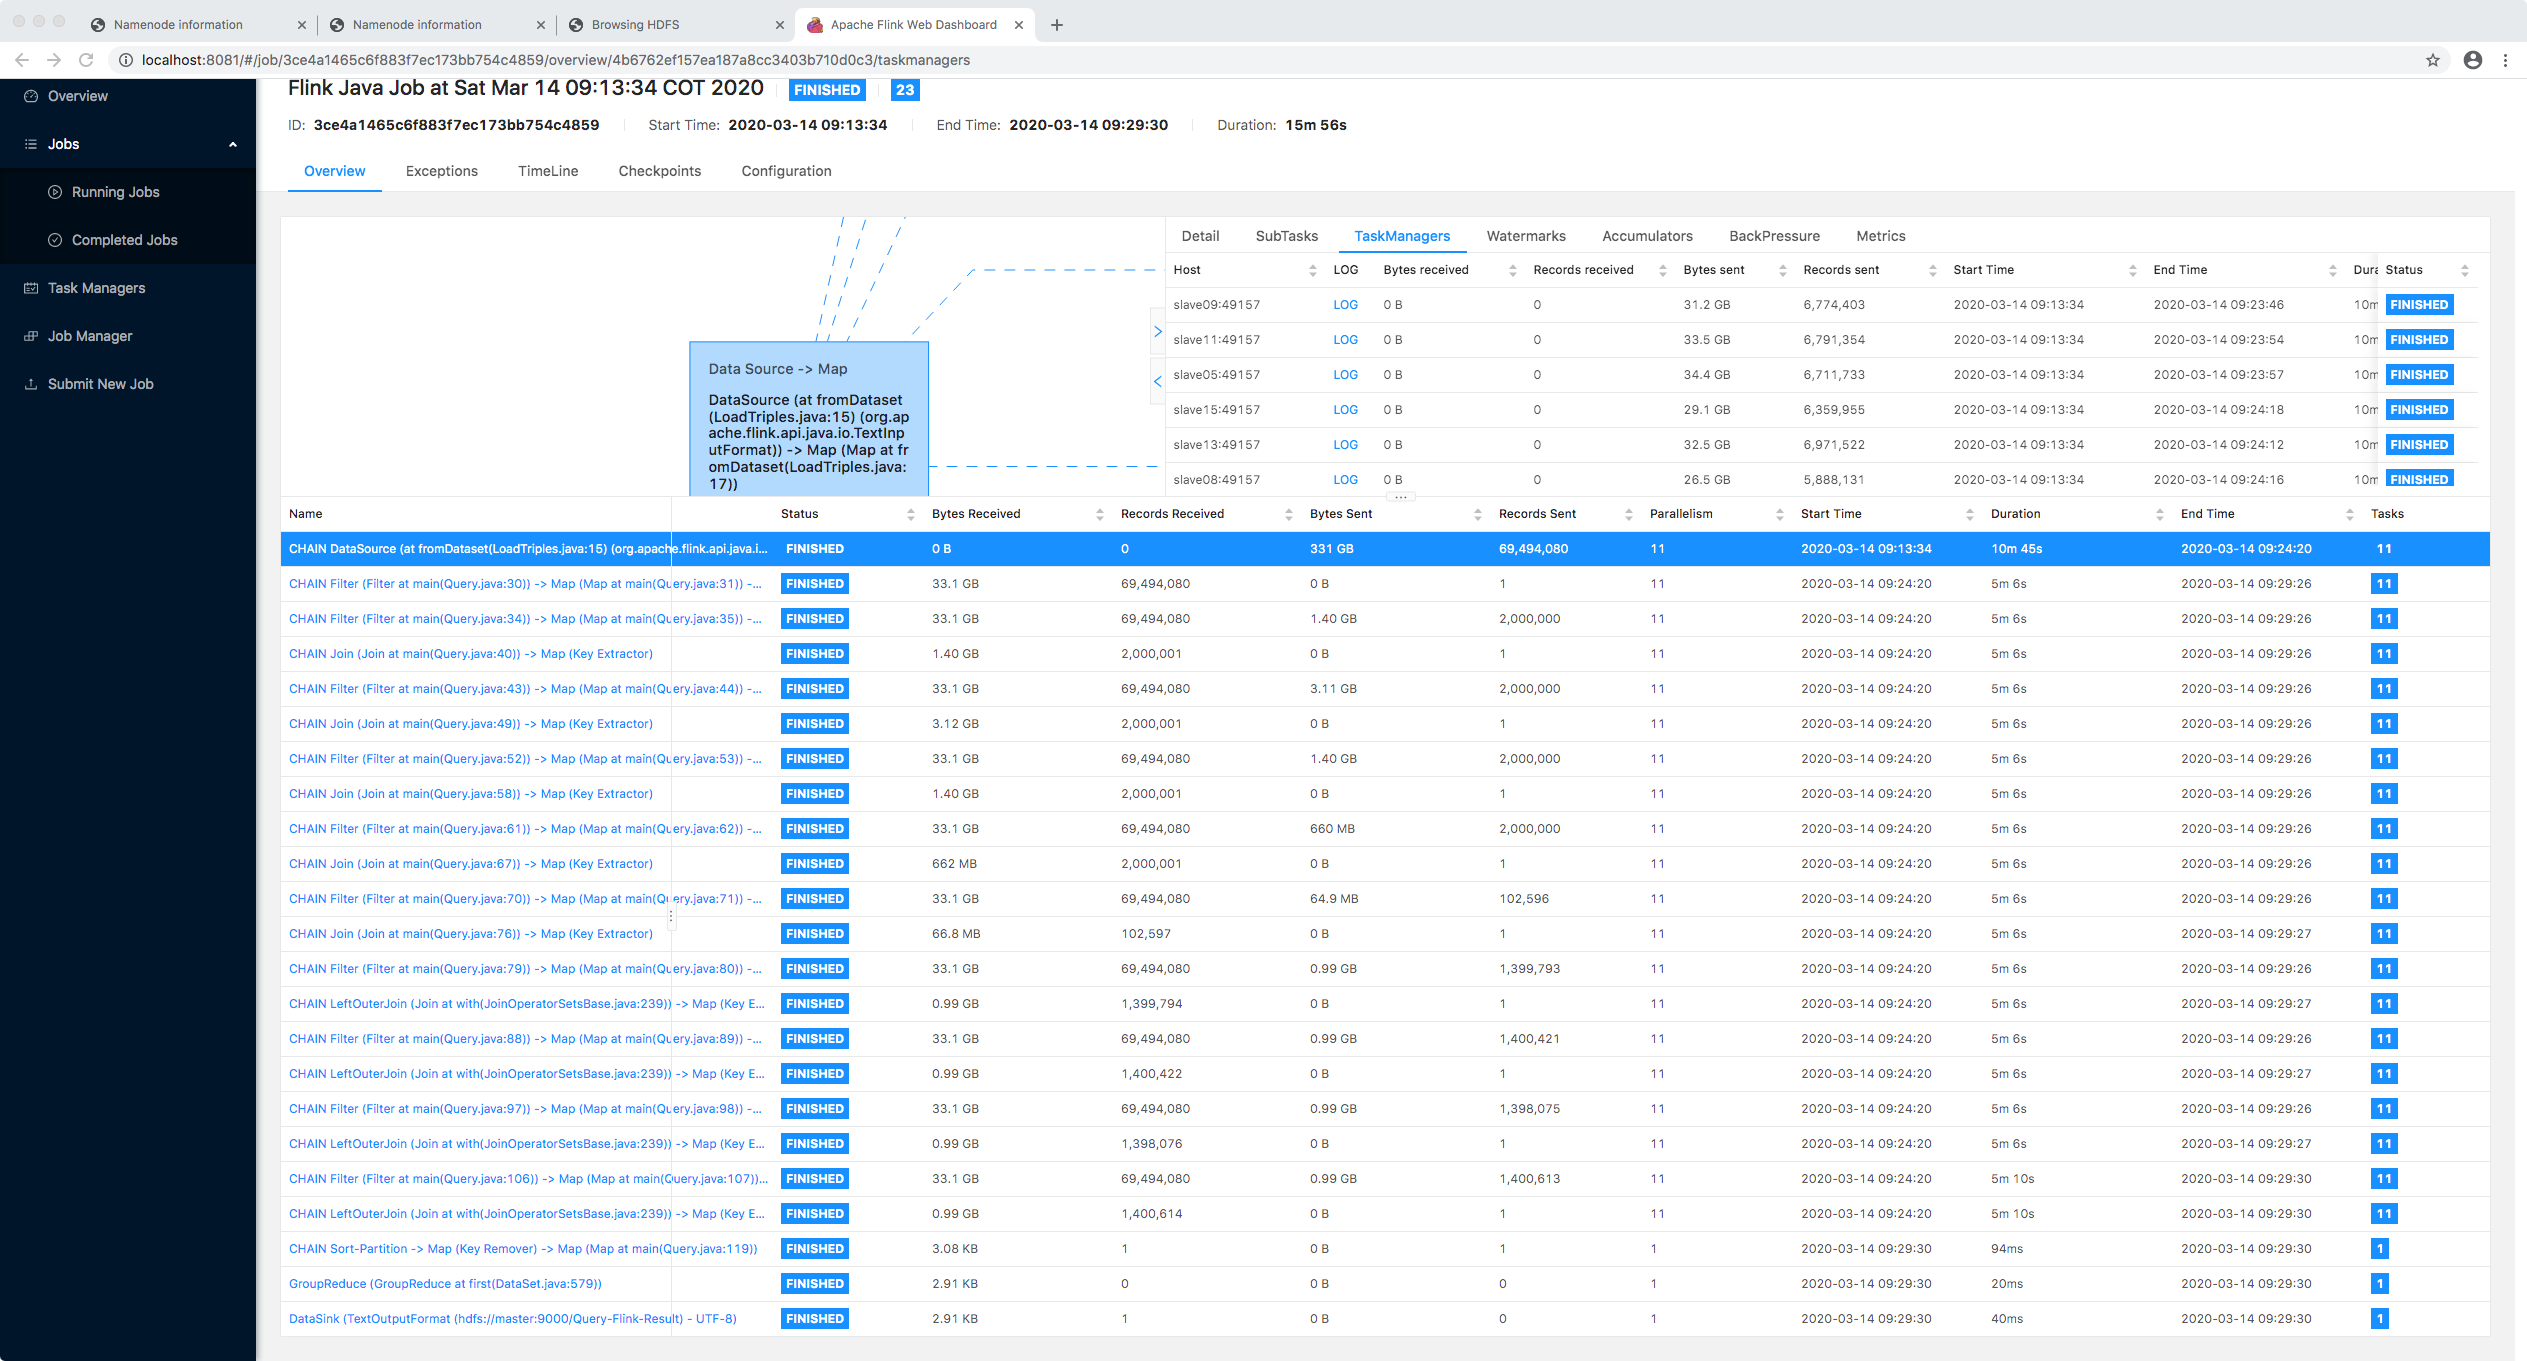 Namenode information
Namenode information
Browsing HDFS
Apache Flink Web Dashboard
localhost:8081/#/job/3ce4a1465c6f883f7ec173bb754c4859/overview/4b6762ef157ea187a8cc3403b710d0c3/taskmanagers
Overview
Jobs
Running Jobs
Completed Jobs
Task Managers
Job Manager
Submit New Job
Flink Java Job at Sat Mar 14 09:13:34 COT 2020 FINISHED 23
ID: 3ce4a1465c6f883f7ec173bb754c4859 Start Time: 2020-03-14 09:13:34 End Time: 2020-03-14 09:29:30 Duration: 15m 56s
Overview Exceptions TimeLine Checkpoints Configuration
Data Source -> Map
DataSource (at fromDataset
(LoadTriples.java:15) (org.ap
ache.flink.api.java.io.TextInp
utFormat)) -> Map (Map at fr
omDataset(LoadTriples.java:
17))
Detail SubTasks TaskManagers Watermarks Accumulators BackPressure Metrics
Host LOG Bytes received Records received Bytes sent Records sent Start Time End Time Dura Status
slave09:49157 LOG 0 B 0 31.2 GB 6,774,403 2020-03-14 09:13:34 2020-03-14 09:23:46 10m FINISHED
slave11:49157 LOG 0 B 0 33.5 GB 6,791,354 2020-03-14 09:13:34 2020-03-14 09:23:54 10m FINISHED
slave05:49157 LOG 0 B 0 34.4 GB 6,711,733 2020-03-14 09:13:34 2020-03-14 09:23:57 10m FINISHED
slave15:49157 LOG 0 B 0 29.1 GB 6,359,955 2020-03-14 09:13:34 2020-03-14 09:24:18 10m FINISHED
slave13:49157 LOG 0 B 0 32.5 GB 6,971,522 2020-03-14 09:13:34 2020-03-14 09:24:12 10m FINISHED
slave08:49157 LOG 0 B 0 26.5 GB 5,888,131 2020-03-14 09:13:34 2020-03-14 09:24:16 10m FINISHED
Name Status Bytes Received Records Received Bytes Sent Records Sent Parallelism Start Time Duration End Time Tasks
CHAIN DataSource (at fromDataset(LoadTriples.java:15) (org.apache.flink.api.java.i... FINISHED 0 B 0 331 GB 69,494,080 11 2020-03-14 09:13:34 10m 45s 2020-03-14 09:24:20 11
CHAIN Filter (Filter at main(Query.java:30)) -> Map (Map at main(Query.java:31)) -... FINISHED 33.1 GB 69,494,080 0 B 1 11 2020-03-14 09:24:20 5m 6s 2020-03-14 09:29:26 11
CHAIN Filter (Filter at main(Query.java:34)) -> Map (Map at main(Query.java:35)) -... FINISHED 33.1 GB 69,494,080 1.40 GB 2,000,000 11 2020-03-14 09:24:20 5m 6s 2020-03-14 09:29:26 11
CHAIN Join (Join at main(Query.java:40)) -> Map (Key Extractor) FINISHED 1.40 GB 2,000,001 0 B 1 11 2020-03-14 09:24:20 5m 6s 2020-03-14 09:29:26 11
CHAIN Filter (Filter at main(Query.java:43)) -> Map (Map at main(Query.java:44)) -... FINISHED 33.1 GB 69,494,080 3.11 GB 2,000,000 11 2020-03-14 09:24:20 5m 6s 2020-03-14 09:29:26 11
CHAIN Join (Join at main(Query.java:49)) -> Map (Key Extractor) FINISHED 3.12 GB 2,000,001 0 B 1 11 2020-03-14 09:24:20 5m 6s 2020-03-14 09:29:26 11
CHAIN Filter (Filter at main(Query.java:52)) -> Map (Map at main(Query.java:53)) -... FINISHED 33.1 GB 69,494,080 1.40 GB 2,000,000 11 2020-03-14 09:24:20 5m 6s 2020-03-14 09:29:26 11
CHAIN Join (Join at main(Query.java:58)) -> Map (Key Extractor) FINISHED 1.40 GB 2,000,001 0 B 1 11 2020-03-14 09:24:20 5m 6s 2020-03-14 09:29:26 11
CHAIN Filter (Filter at main(Query.java:61)) -> Map (Map at main(Query.java:62)) -... FINISHED 33.1 GB 69,494,080 660 MB 2,000,000 11 2020-03-14 09:24:20 5m 6s 2020-03-14 09:29:26 11
CHAIN Join (Join at main(Query.java:67)) -> Map (Key Extractor) FINISHED 662 MB 2,000,001 0 B 1 11 2020-03-14 09:24:20 5m 6s 2020-03-14 09:29:26 11
CHAIN Filter (Filter at main(Query.java:70)) -> Map (Map at main(Query.java:71)) -... FINISHED 33.1 GB 69,494,080 64.9 MB 102,596 11 2020-03-14 09:24:20 5m 6s 2020-03-14 09:29:26 11
CHAIN Join (Join at main(Query.java:76)) -> Map (Key Extractor) FINISHED 66.8 MB 102,597 0 B 1 11 2020-03-14 09:24:20 5m 6s 2020-03-14 09:29:27 11
CHAIN Filter (Filter at main(Query.java:79)) -> Map (Map at main(Query.java:80)) -... FINISHED 33.1 GB 69,494,080 0.99 GB 1,399,793 11 2020-03-14 09:24:20 5m 6s 2020-03-14 09:29:26 11
CHAIN LeftOuterJoin (Join at with(JoinOperatorSetsBase.java:239)) -> Map (Key E... FINISHED 0.99 GB 1,399,794 0 B 1 11 2020-03-14 09:24:20 5m 6s 2020-03-14 09:29:27 11
CHAIN Filter (Filter at main(Query.java:88)) -> Map (Map at main(Query.java:89)) -... FINISHED 33.1 GB 69,494,080 0.99 GB 1,400,421 11 2020-03-14 09:24:20 5m 6s 2020-03-14 09:29:26 11
CHAIN LeftOuterJoin (Join at with(JoinOperatorSetsBase.java:239)) -> Map (Key E... FINISHED 0.99 GB 1,400,422 0 B 1 11 2020-03-14 09:24:20 5m 6s 2020-03-14 09:29:27 11
CHAIN Filter (Filter at main(Query.java:97)) -> Map (Map at main(Query.java:98)) -... FINISHED 33.1 GB 69,494,080 0.99 GB 1,398,075 11 2020-03-14 09:24:20 5m 6s 2020-03-14 09:29:26 11
CHAIN LeftOuterJoin (Join at with(JoinOperatorSetsBase.java:239)) -> Map (Key E... FINISHED 0.99 GB 1,398,076 0 B 1 11 2020-03-14 09:24:20 5m 6s 2020-03-14 09:29:27 11
CHAIN Filter (Filter at main(Query.java:106)) -> Map (Map at main(Query.java:107))... FINISHED 33.1 GB 69,494,080 0.99 GB 1,400,613 11 2020-03-14 09:24:20 5m 10s 2020-03-14 09:29:30 11
CHAIN LeftOuterJoin (Join at with(JoinOperatorSetsBase.java:239)) -> Map (Key E... FINISHED 0.99 GB 1,400,614 0 B 1 11 2020-03-14 09:24:20 5m 10s 2020-03-14 09:29:30 11
CHAIN Sort-Partition -> Map (Key Remover) -> Map (Map at main(Query.java:119)) FINISHED 3.08 KB 1 0 B 1 1 2020-03-14 09:29:30 94ms 2020-03-14 09:29:30 1
GroupReduce (GroupReduce at first(DataSet.java:579)) FINISHED 2.91 KB 0 0 B 0 1 2020-03-14 09:29:30 20ms 2020-03-14 09:29:30 1
DataSink (TextOutputFormat (hdfs://master:9000/Query-Flink-Result) - UTF-8) FINISHED 2.91 KB 1 0 B 0 1 2020-03-14 09:29:30 40ms 2020-03-14 09:29:30 1